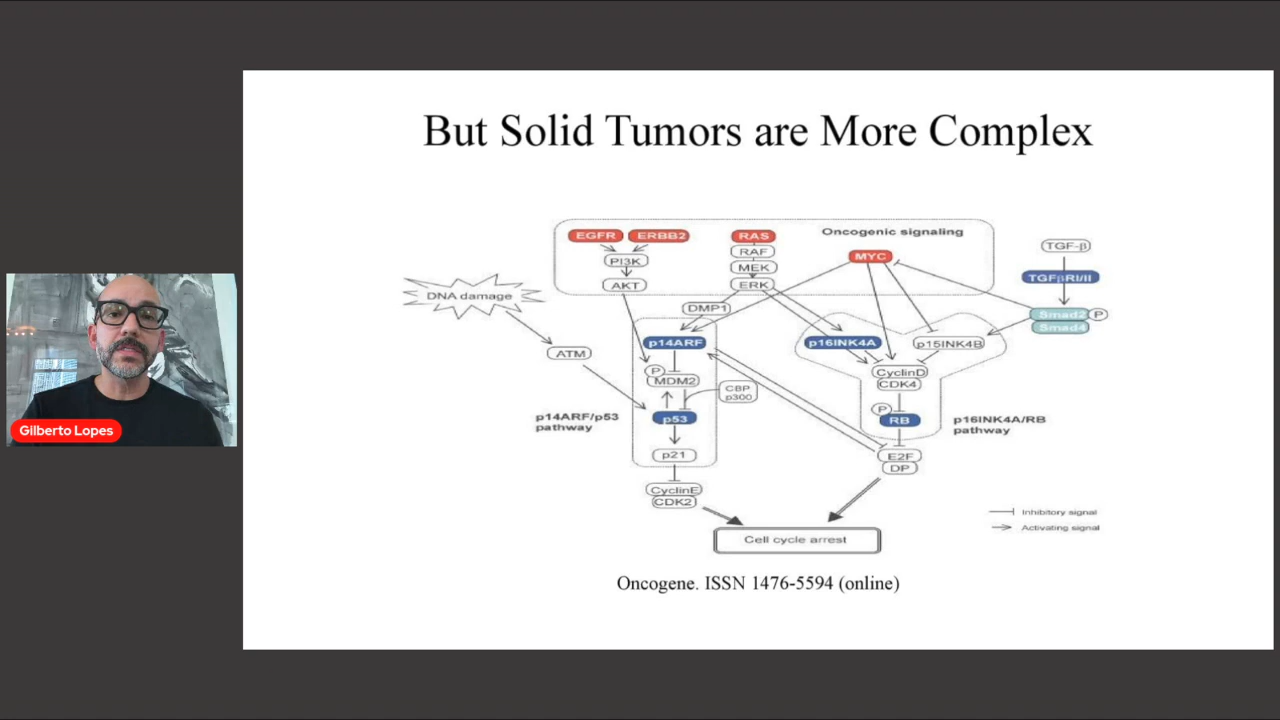 But Solid Tumors are More Complex
EGFR ERBB2
RAS
Oncogenic signaling
TGF-β
RAF
MYC
PI3K
MEK
TGFβRI/II
AKT
ERK
DNA damage
DMP1
Smad2 P
Smad4
p14ARF
p16INK4A
p15INK4B
ATM
P
MDM2
CyclinD
CDK4
CBP
p300
P
p14ARF/p53
pathway
p53
RB
p16INK4A/RB
pathway
p21
E2F
DP
CyclinE
CDK2
Inhibitory signal
Activating signal
Cell cycle arrest
Oncogene. ISSN 1476-5594 (online)
Gilberto Lopes